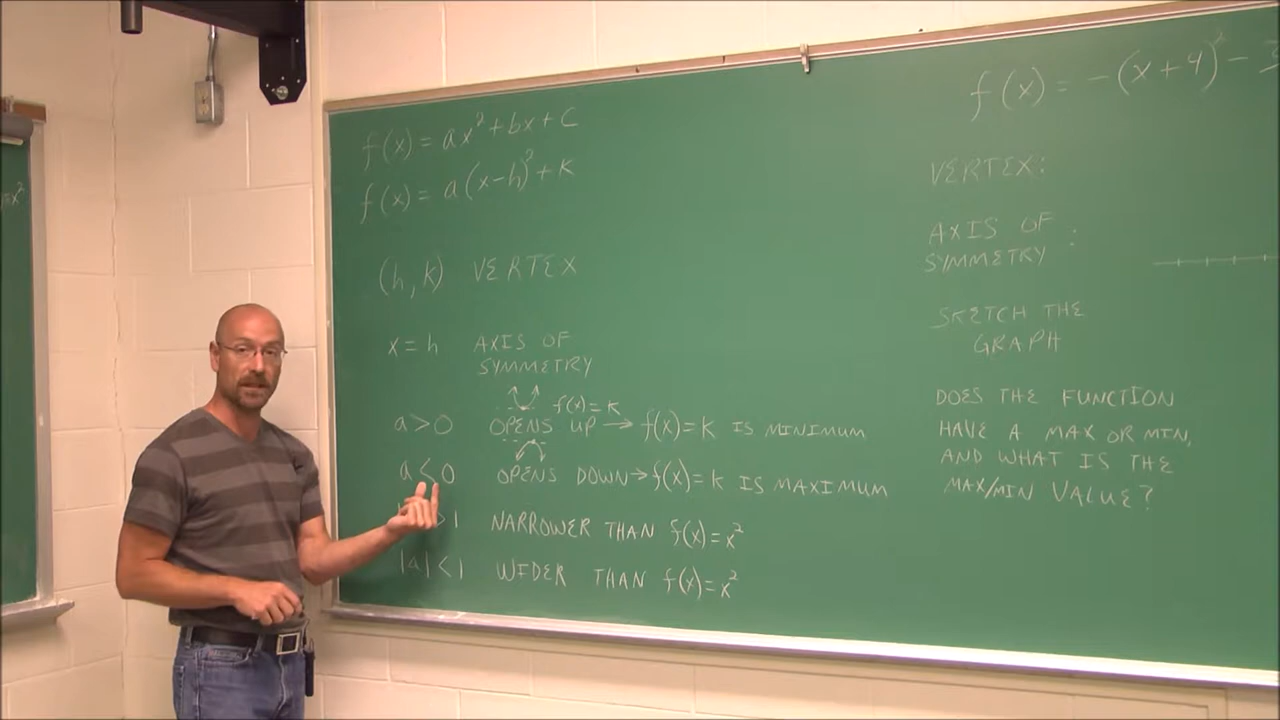 f(x) = ax² + bx + c
f(x) = a(x-h)² + k
(h, k) VERTEX
x = h AXIS OF
SYMMETRY
f(x) = k
a > 0 OPENS UP → f(x) = k IS MINIMUM
a < 0 OPENS DOWN → f(x) = k IS MAXIMUM
> 1 NARROWER THAN f(x) = x²
|a| < 1 WIDER THAN f(x) = x²
f(x) = -(x+4)² -
VERTEX:
AXIS OF
SYMMETRY :
SKETCH THE
GRAPH
DOES THE FUNCTION
HAVE A MAX OR MIN,
AND WHAT IS THE
MAX/MIN VALUE?